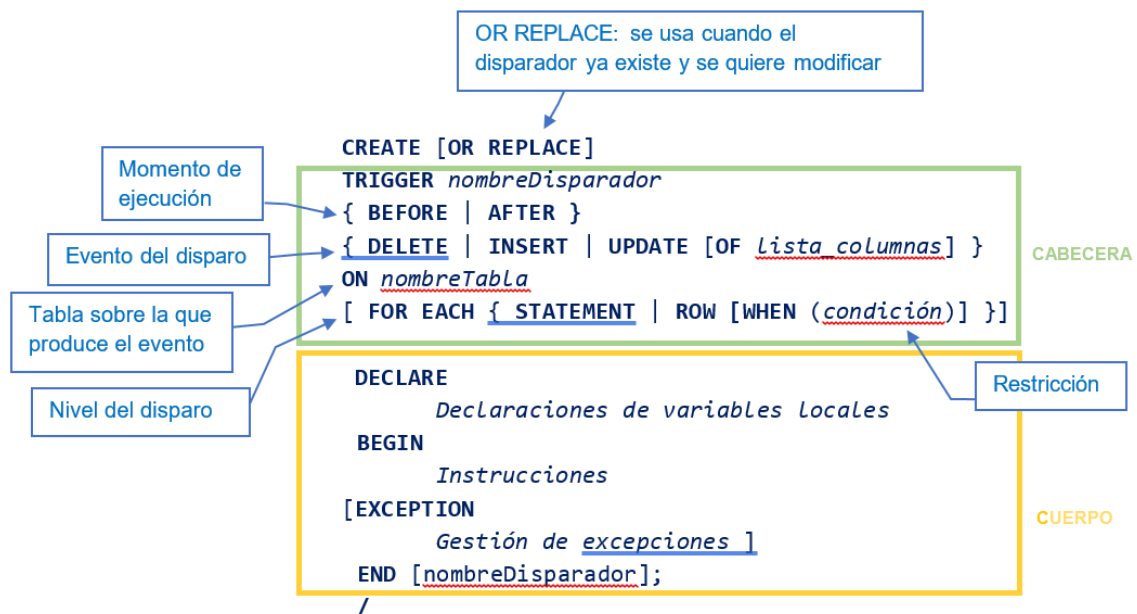 OR REPLACE: se usa cuando el
disparador ya existe y se quiere modificar
CREATE [OR REPLACE]
Momento de
ejecución
TRIGGER nombreDisparador
{ BEFORE | AFTER }
Evento del disparo
{ DELETE | INSERT | UPDATE [OF lista_columnas] }
CABECERA
ON nombreTabla
Tabla sobre la que
produce el evento
[ FOR EACH { STATEMENT | ROW [WHEN (condición)] }]
Nivel del disparo
Restricción
DECLARE
Declaraciones de variables locales
BEGIN
Instrucciones
[EXCEPTION
CUERPO
Gestión de excepciones ]
END [nombreDisparador];
/